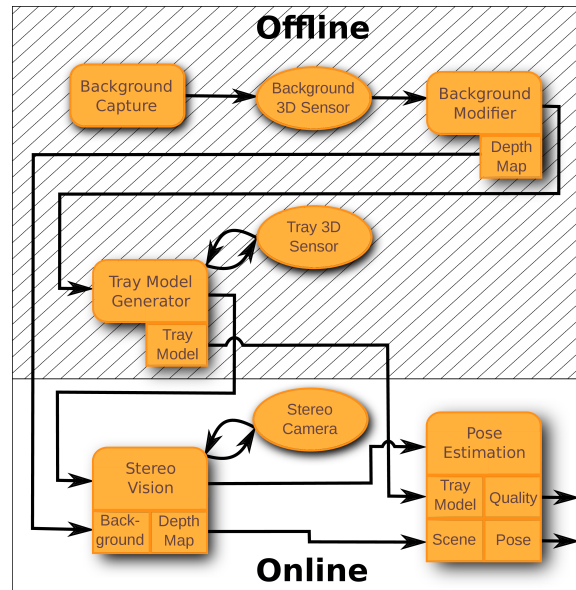 Offline
Background
Capture
Background
3D Sensor
Background
Modifier
Depth
Map
Tray 3D
Sensor
Tray Model
Generator
Tray
Model
Stereo
Camera
Stereo
Vision
Back-
ground
Depth
Map
Pose
Estimation
Tray
Model
Quality
Scene
Pose
Online